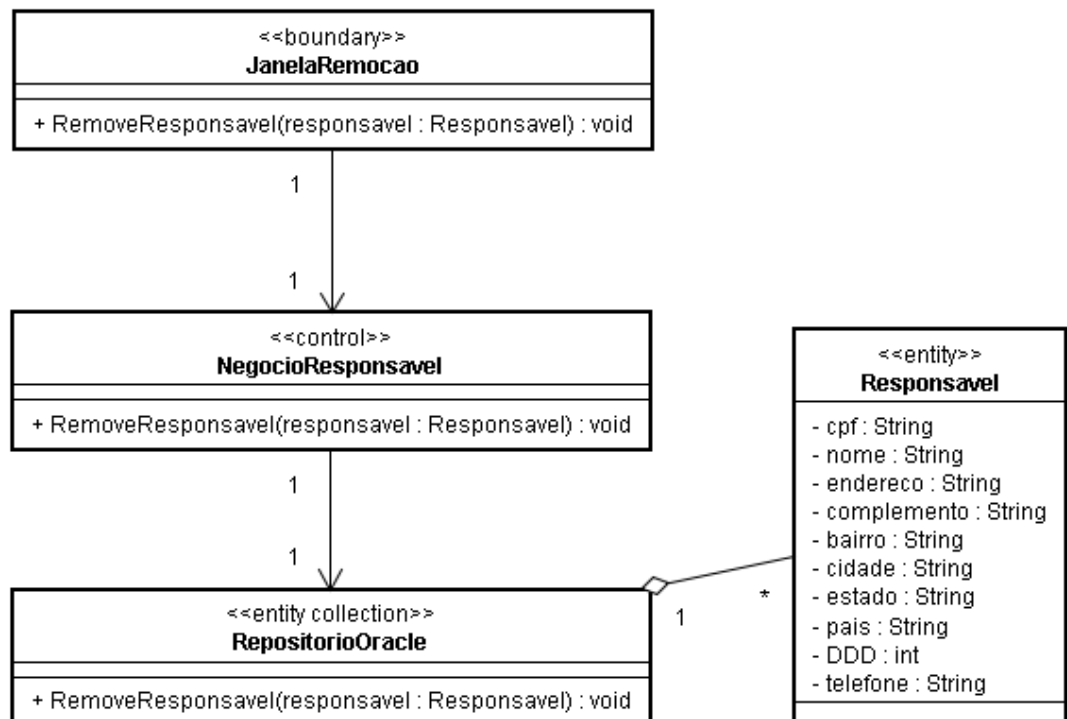 <<boundary>>
JanelaRemocao
+ RemoveResponsavel(responsavel : Responsavel) : void
1
1
<<control>>
NegocioResponsavel
+ RemoveResponsavel(responsavel : Responsavel) : void
1
1
<<entity collection>>
RepositorioOracle
+ RemoveResponsavel(responsavel : Responsavel) : void
1
*
<<entity>>
Responsavel
- cpf : String
- nome : String
- endereco : String
- complemento : String
- bairro : String
- cidade : String
- estado : String
- pais : String
- DDD : int
- telefone : String